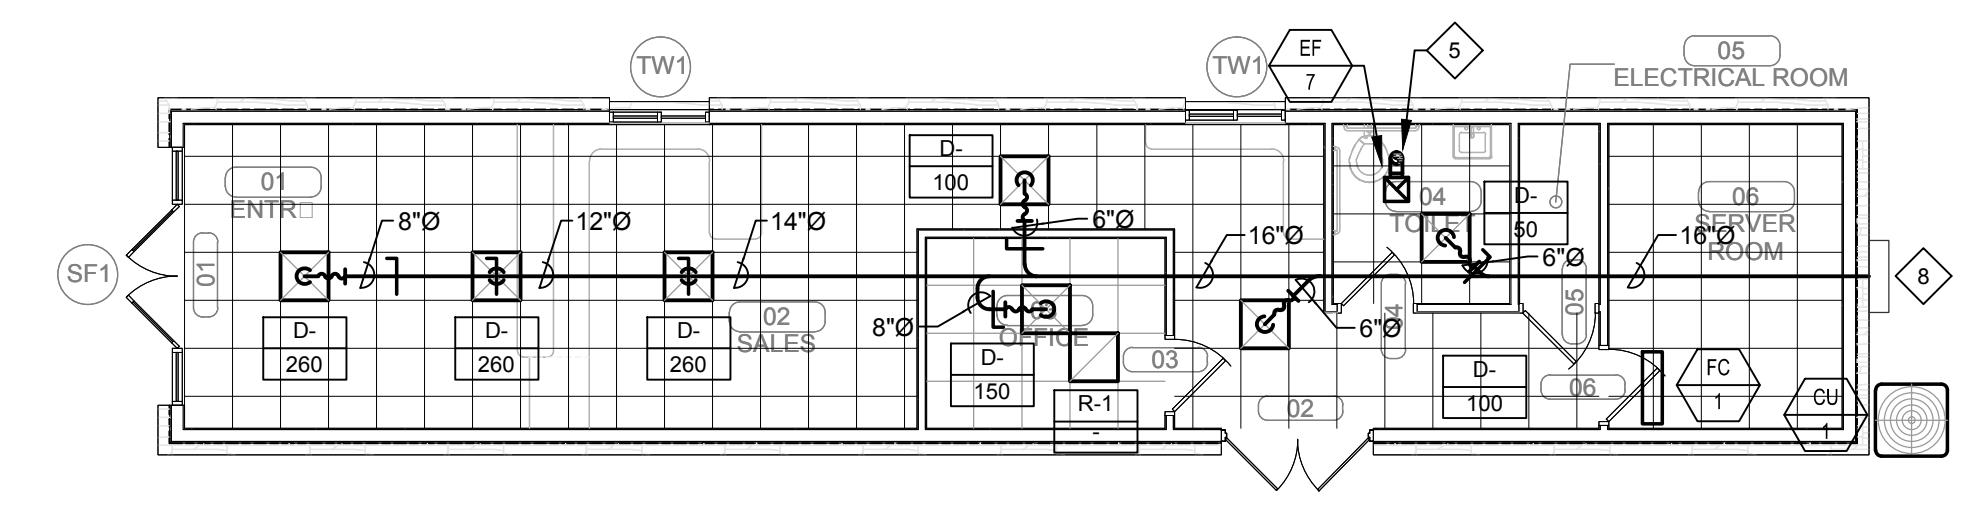 TW1
TW1
EF
7
5
05
ELECTRICAL ROOM
01
ENTR□
D-
100
04
TOILET
D-
50
06
SERVER
ROOM
8"Ø
12"Ø
14"Ø
6"Ø
16"Ø
6"Ø
16"Ø
SF1
01
8
05
8"Ø
03
OFFICE
6"Ø
04
D-
260
D-
260
D-
260
02
SALES
D-
150
03
D-
100
06
FC
1
CU
1
R-1
-
02